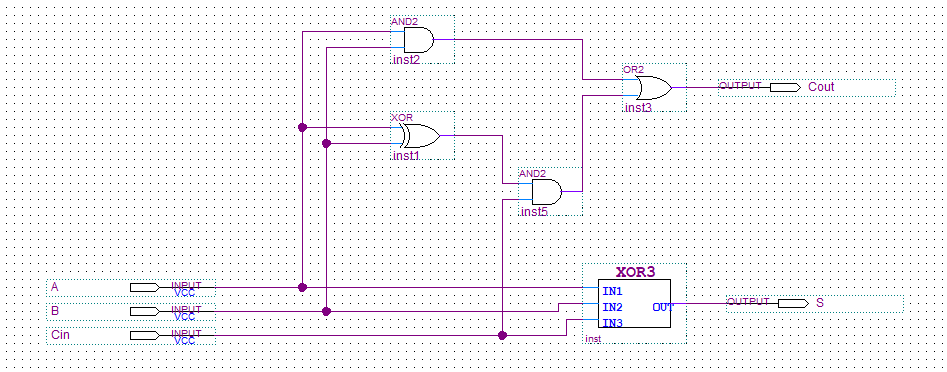 AND2
inst2
OR2
inst3
OUTPUT
Cout
XOR
inst1
AND2
inst5
XOR3
A
INPUT
VCC
IN1
B
INPUT
VCC
IN2
OUT
OUTPUT
S
Cin
INPUT
VCC
IN3
inst